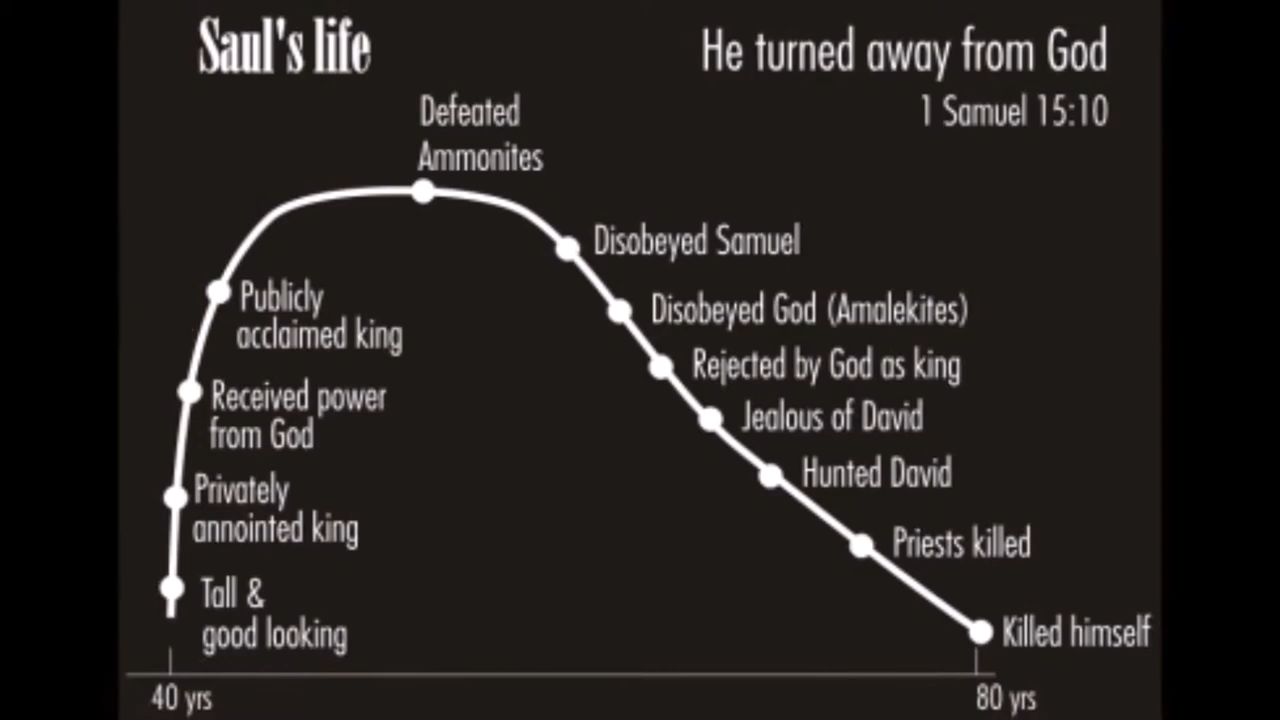 Saul's life
He turned away from God
1 Samuel 15:10
Defeated
Ammonites
Disobeyed Samuel
Publicly
acclaimed king
Disobeyed God (Amalekites)
Rejected by God as king
Received power
from God
Jealous of David
Hunted David
Privately
annointed king
Priests killed
Tall &
good looking
Killed himself
40 yrs
80 yrs